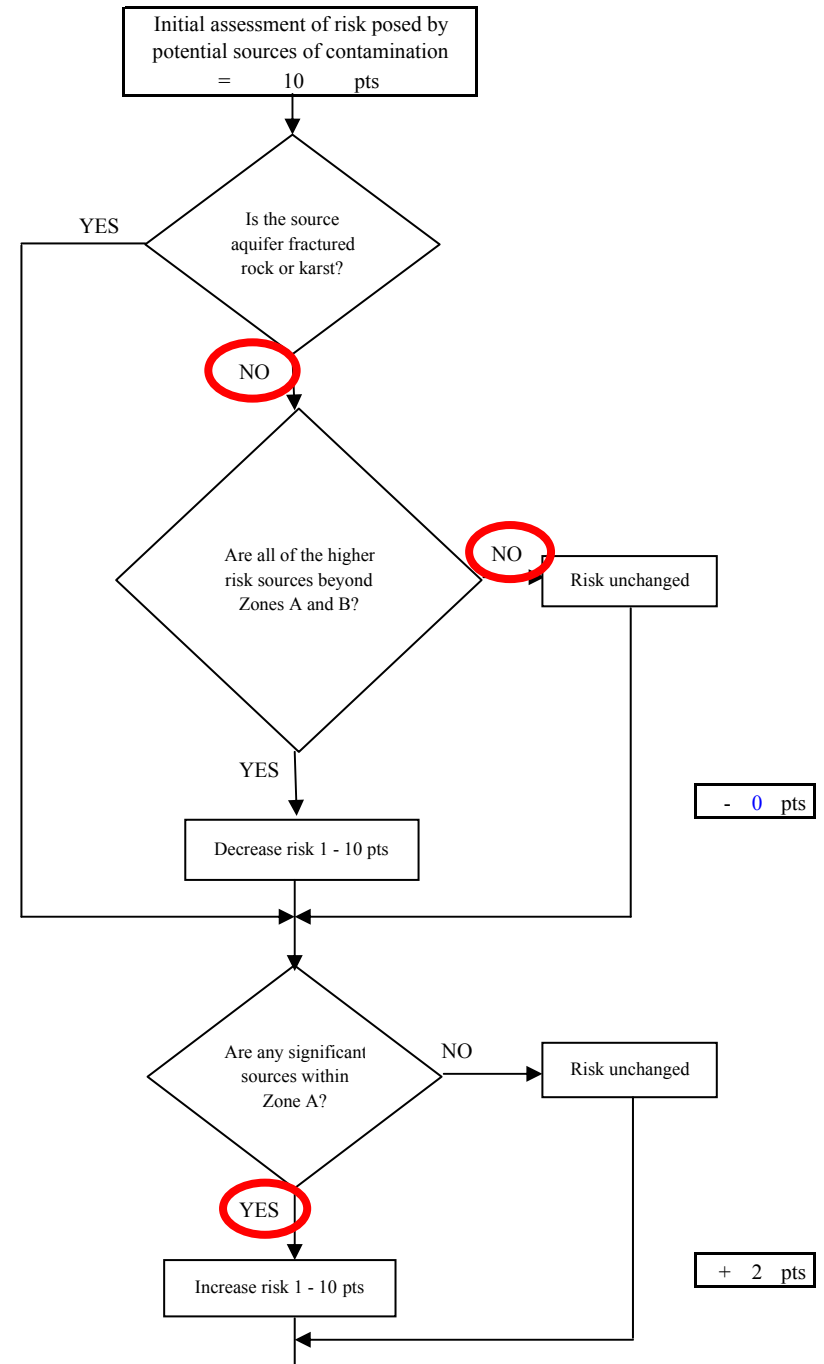 Initial assessment of risk posed by
potential sources of contamination
= 10 pts
YES
Is the source
aquifer fractured
rock or karst?
NO
Are all of the higher
risk sources beyond
Zones A and B?
NO
Risk unchanged
YES
- 0 pts
Decrease risk 1 - 10 pts
Are any significant
sources within
Zone A?
NO
Risk unchanged
YES
+ 2 pts
Increase risk 1 - 10 pts